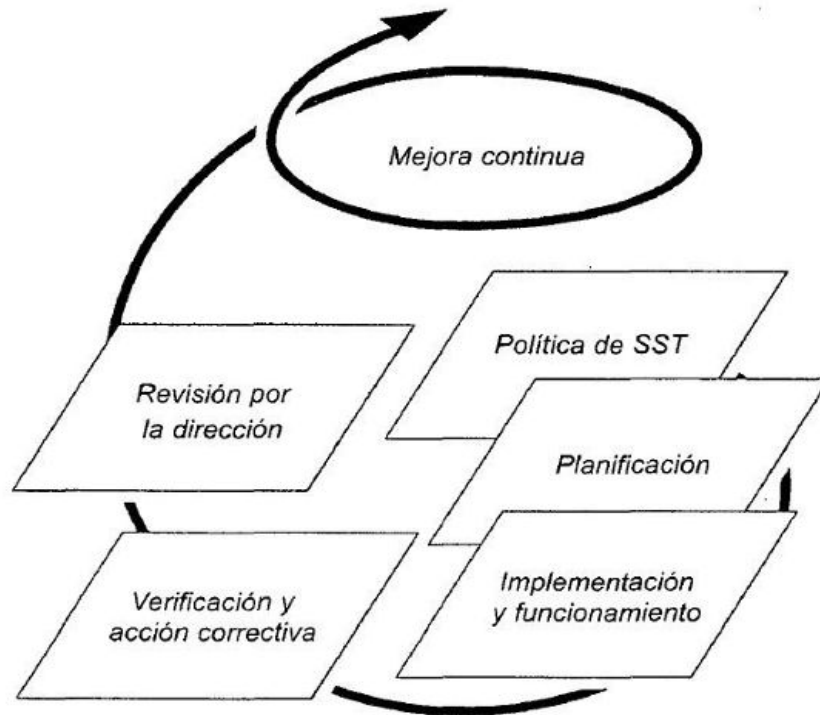 Mejora continua
Política de SST
Planificación
Implementación
y funcionamiento
Verificación y
acción correctiva
Revisión por
la dirección